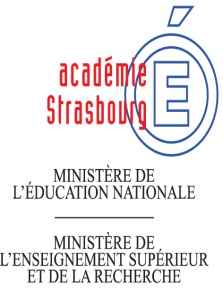 académie
Strasbourg
É
MINISTÈRE DE
L'ÉDUCATION NATIONALE
MINISTÈRE DE
L'ENSEIGNEMENT SUPÉRIEUR
ET DE LA RECHERCHE